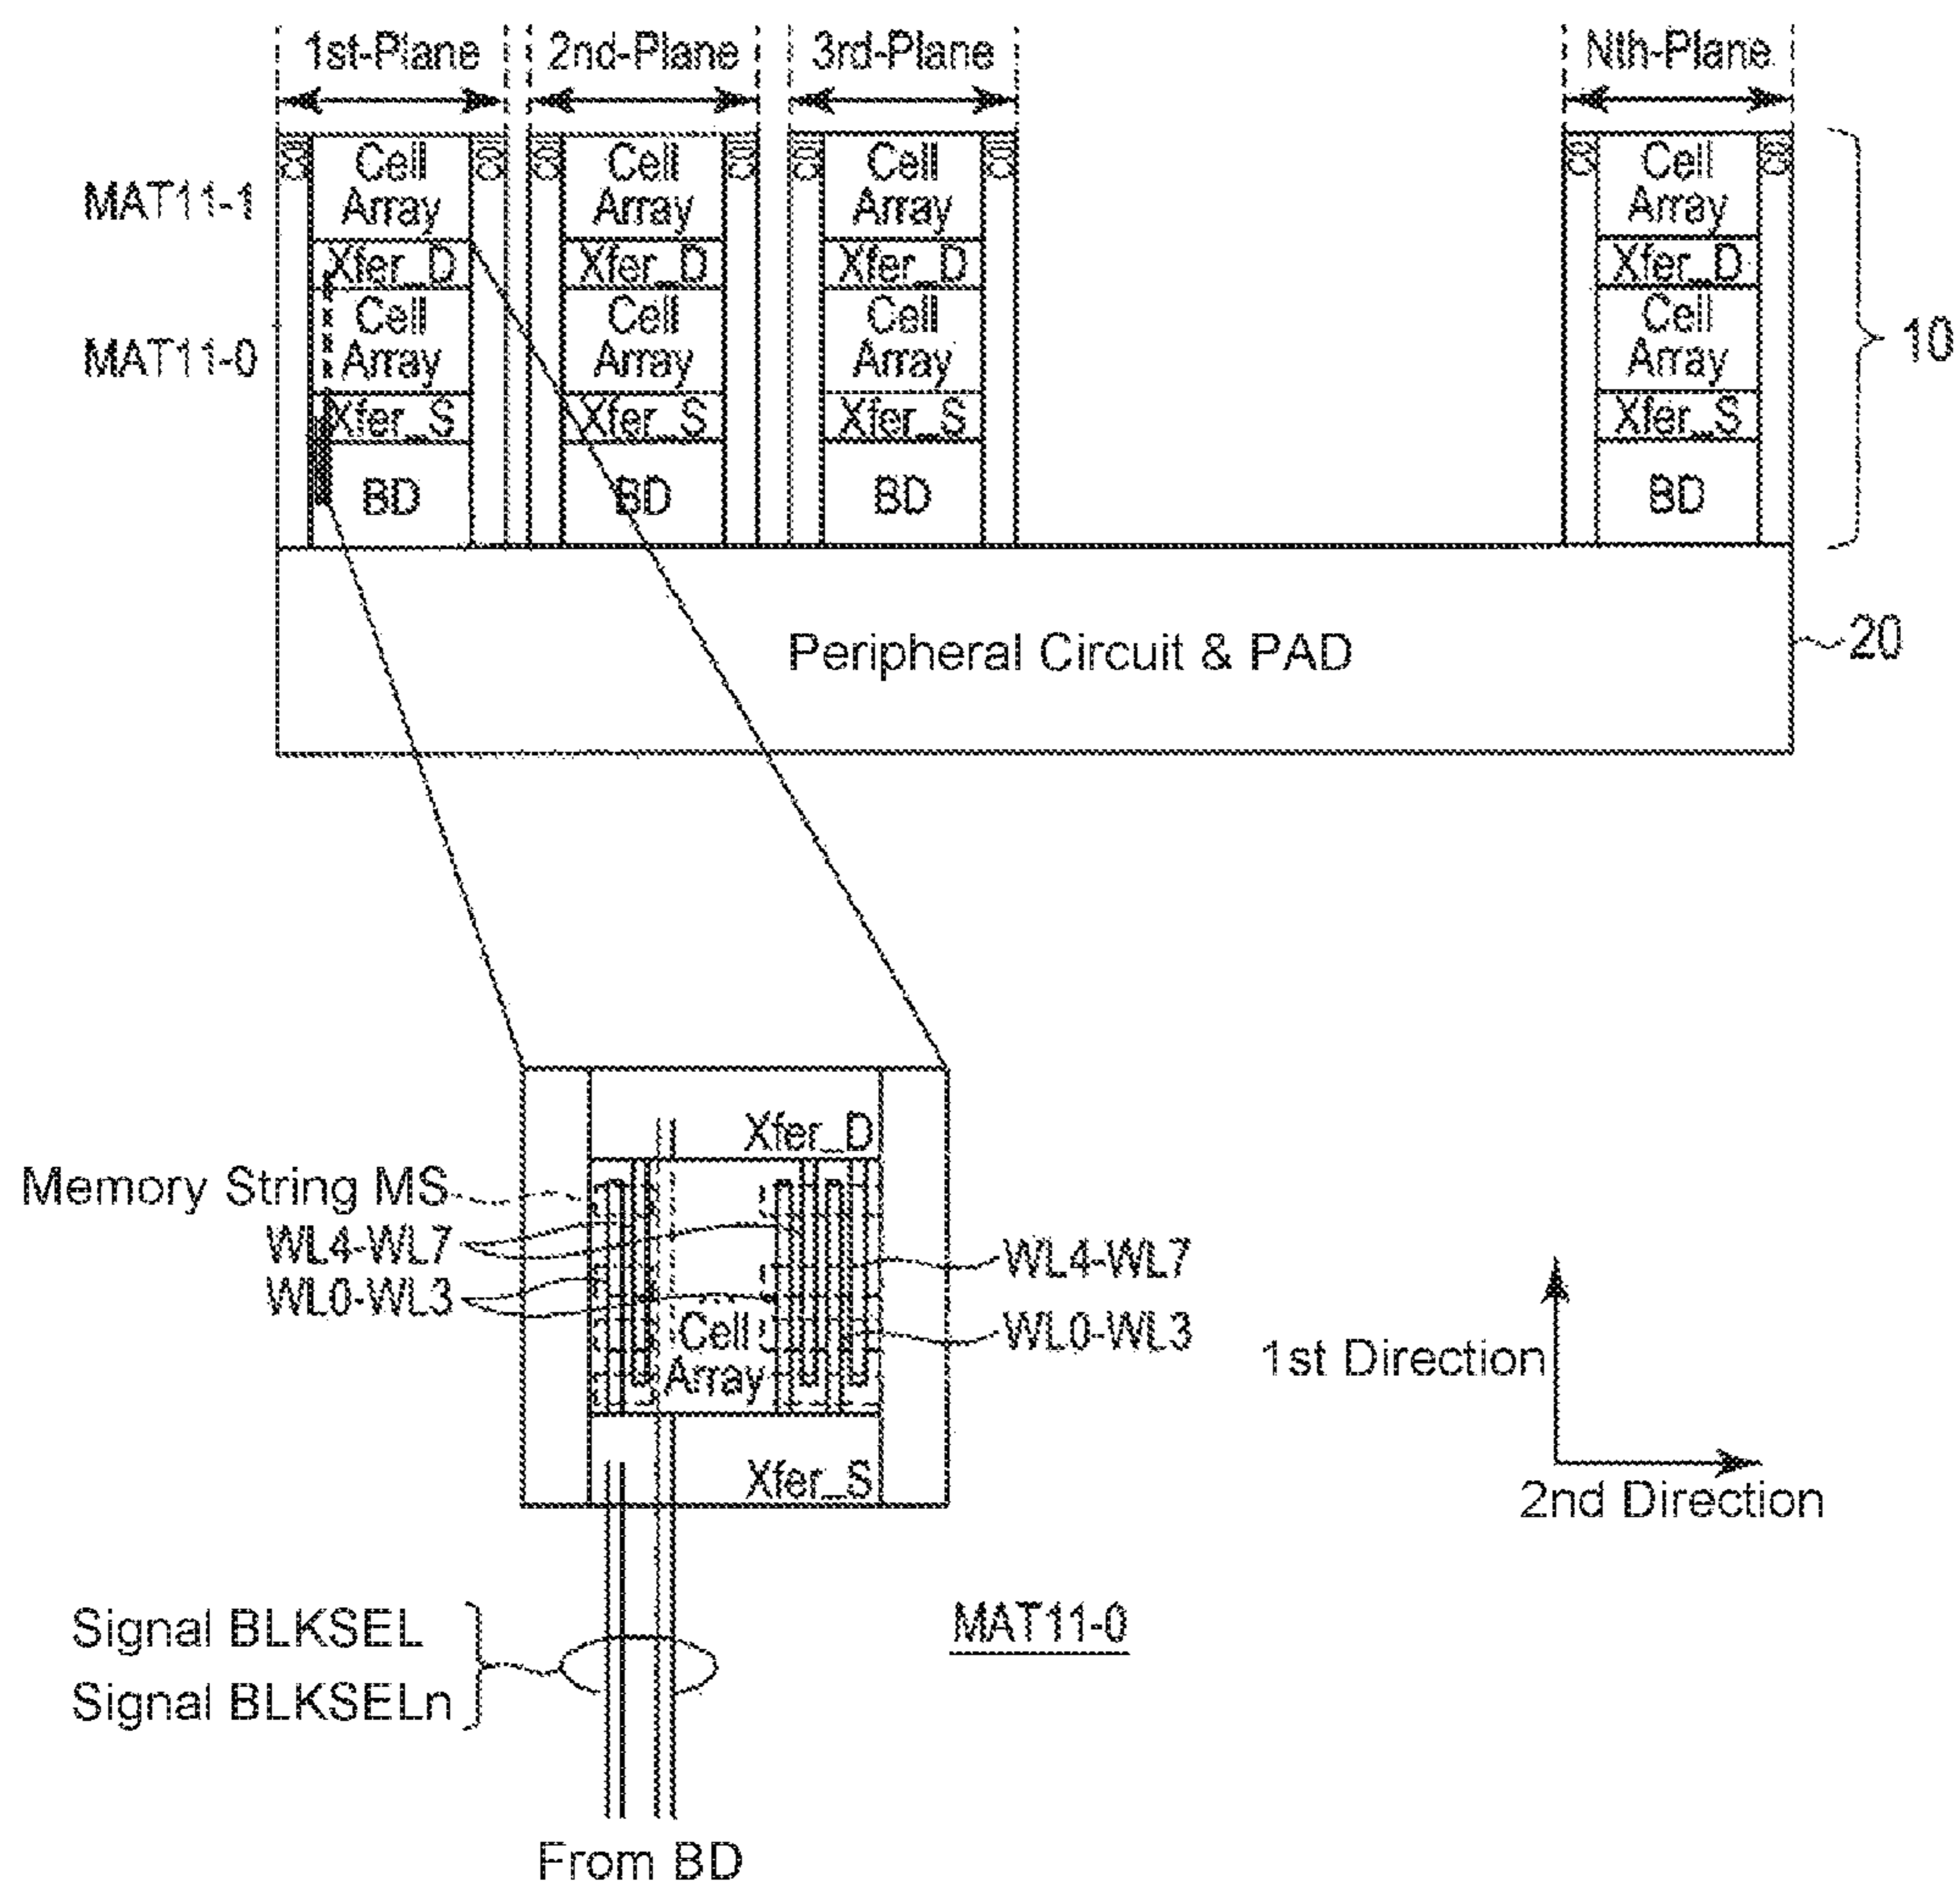 1st-Plane 2nd-Plane 3rd-Plane Nth-Plane
MAT11-1
Cell Array Cell Array Cell Array Cell Array
Xfer_D Xfer_D Xfer_D Xfer_D
MAT11-0
Cell Array Cell Array Cell Array Cell Array
10
Xfer_S Xfer_S Xfer_S Xfer_S
BD BD BD BD
Peripheral Circuit & PAD
20
Xfer_D
Memory String MS
WL4-WL7
WL0-WL3
WL4-WL7
WL0-WL3
Cell
Array
Xfer_S
1st Direction
2nd Direction
Signal BLKSEL
Signal BLKSELn
MAT11-0
From BD